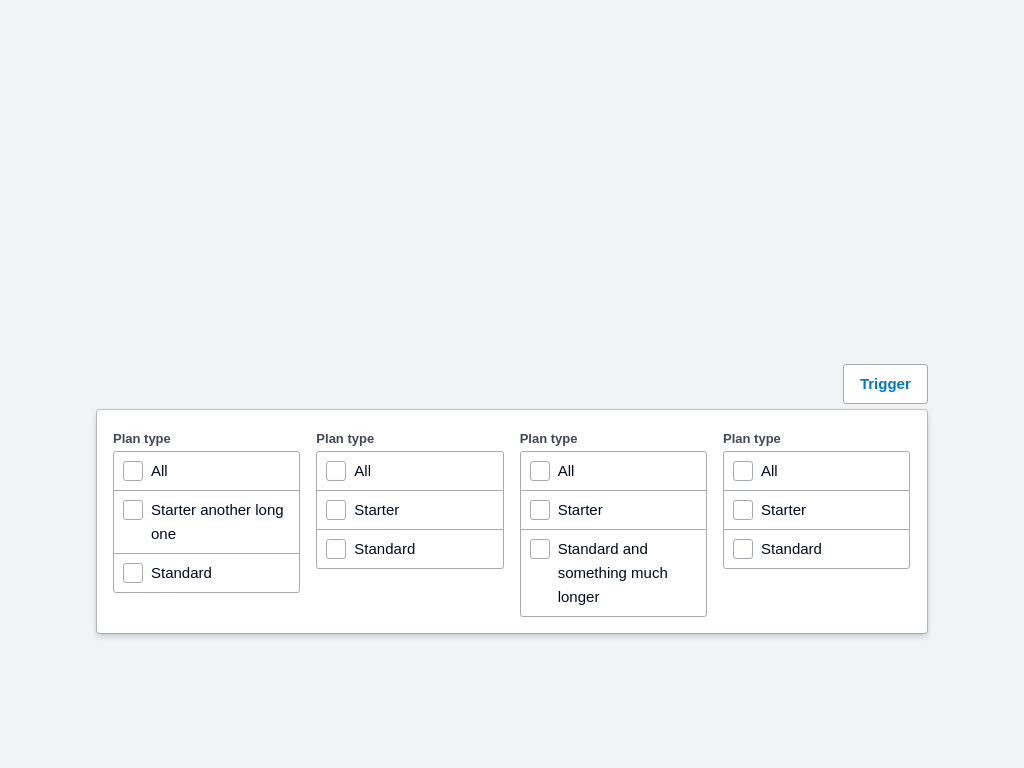 Trigger
Plan type
All
Starter another long
one
Standard
Plan type
All
Starter
Standard
Plan type
All
Starter
Standard and
something much
longer
Plan type
All
Starter
Standard